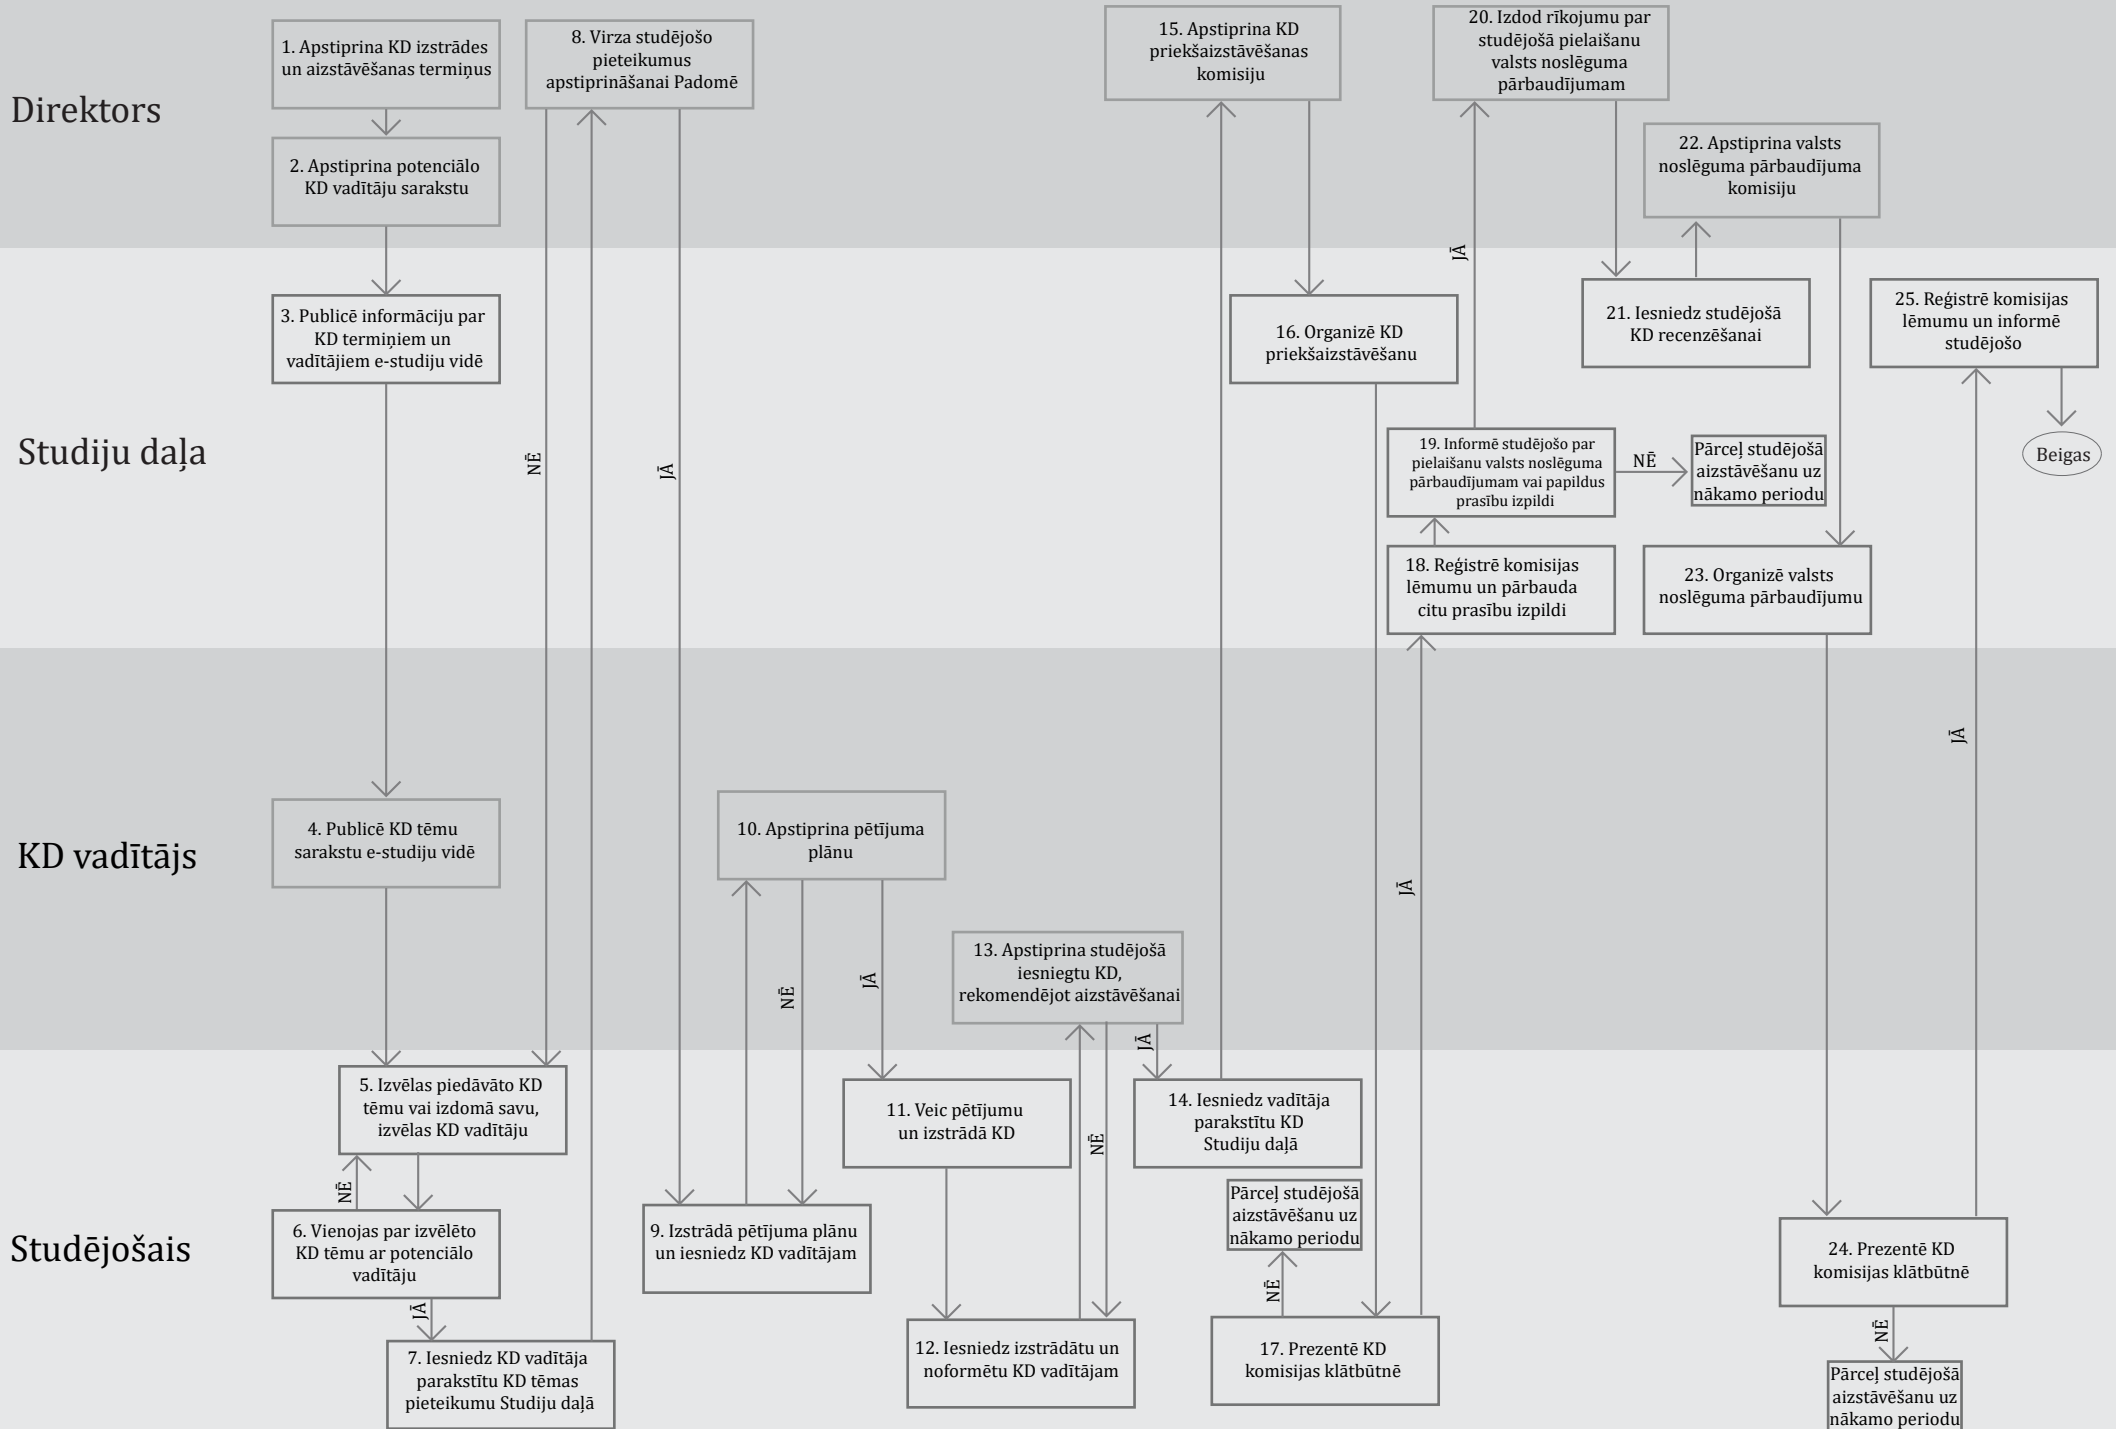 Direktors
1. Apstiprina KD izstrādes
un aizstāvēšanas termiņus
2. Apstiprina potenciālo
KD vadītāju sarakstu
8. Virza studējošo
pieteikumus
apstiprināšanai Padomē
15. Apstiprina KD
priekšaizstāvēšanas
komisiju
20. Izdod rīkojumu par
studējošā pielaišanu
valsts noslēguma
pārbaudījumam
22. Apstiprina valsts
noslēguma pārbaudījuma
komisiju
JĀ
Studiju daļa
3. Publicē informāciju par
KD termiņiem un
vadītājiem e-studiju vidē
NĒ
JĀ
16. Organizē KD
priekšaizstāvēšanu
21. Iesniedz studējošā
KD recenzēšanai
25. Reģistrē komisijas
lēmumu un informē
studējošo
Beigas
19. Informē studējošo par
pielaišanu valsts noslēguma
pārbaudījumam vai papildus
prasību izpildi
NĒ
Pārceļ studējošā
aizstāvēšanu uz
nākamo periodu
18. Reģistrē komisijas
lēmumu un pārbauda
citu prasību izpildi
23. Organizē valsts
noslēguma pārbaudījumu
KD vadītājs
4. Publicē KD tēmu
sarakstu e-studiju vidē
10. Apstiprina pētījuma
plānu
NĒ
JĀ
13. Apstiprina studējošā
iesniegtu KD,
rekomendējot aizstāvēšanai
JĀ
JĀ
JĀ
Studējošais
5. Izvēlas piedāvāto KD
tēmu vai izdomā savu,
izvēlas KD vadītāju
NĒ
6. Vienojas par izvēlēto
KD tēmu ar potenciālo
vadītāju
JĀ
7. Iesniedz KD vadītāja
parakstītu KD tēmas
pieteikumu Studiju daļā
9. Izstrādā pētījuma plānu
un iesniedz KD vadītājam
11. Veic pētījumu
un izstrādā KD
NĒ
12. Iesniedz izstrādātu un
noformētu KD vadītājam
14. Iesniedz vadītāja
parakstītu KD
Studiju daļā
Pārceļ studējošā
aizstāvēšanu uz
nākamo periodu
NĒ
17. Prezentē KD
komisijas klātbūtnē
24. Prezentē KD
komisijas klātbūtnē
NĒ
Pārceļ studējošā
aizstāvēšanu uz
nākamo periodu